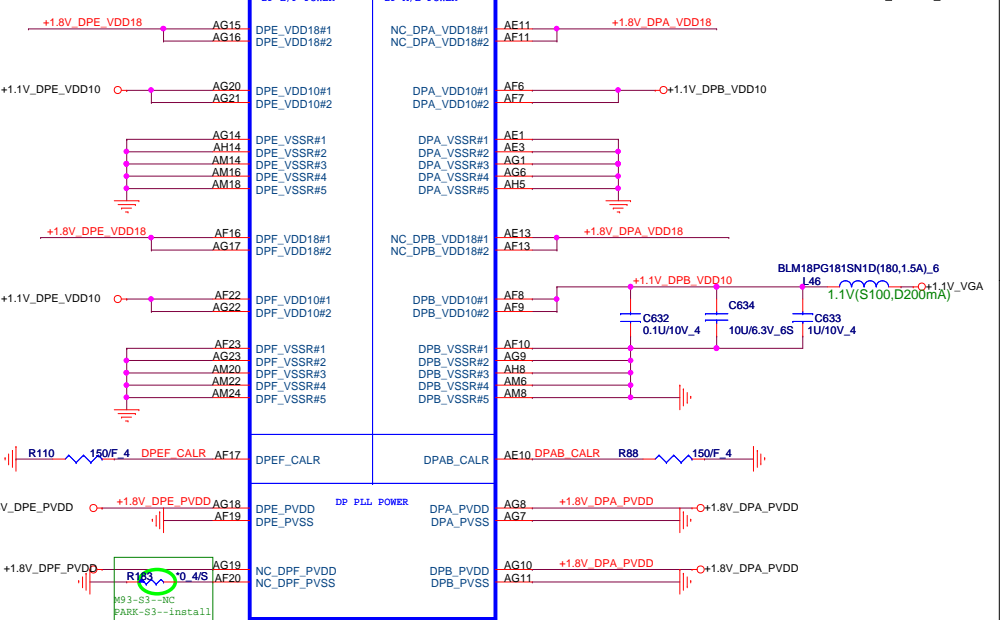 +1.8V_DPE_VDD18 AG15 DPE_VDD18#1 NC_DPA_VDD18#1 AE11 +1.8V_DPA_VDD18
AG16 DPE_VDD18#2 NC_DPA_VDD18#2 AF11
+1.1V_DPE_VDD10 AG20 DPE_VDD10#1 DPA_VDD10#1 AF6 +1.1V_DPB_VDD10
AG21 DPE_VDD10#2 DPA_VDD10#2 AF7
AG14 DPE_VSSR#1 DPA_VSSR#1 AE1
AH14 DPE_VSSR#2 DPA_VSSR#2 AE3
AM14 DPE_VSSR#3 DPA_VSSR#3 AG1
AM16 DPE_VSSR#4 DPA_VSSR#4 AG6
AM18 DPE_VSSR#5 DPA_VSSR#5 AH5
+1.8V_DPE_VDD18 AF16 DPF_VDD18#1 NC_DPB_VDD18#1 AE13 +1.8V_DPA_VDD18
AG17 DPF_VDD18#2 NC_DPB_VDD18#2 AF13
BLM18PG181SN1D(180,1.5A)_6
+1.1V_DPB_VDD10 L46 +1.1V_VGA
1.1V(S100,D200mA)
+1.1V_DPE_VDD10 AF22 DPF_VDD10#1 DPB_VDD10#1 AF8
AG22 DPF_VDD10#2 DPB_VDD10#2 AF9
C632 C634 C633
0.1U/10V_4 10U/6.3V_6S 1U/10V_4
AF23 DPF_VSSR#1 DPB_VSSR#1 AF10
AG23 DPF_VSSR#2 DPB_VSSR#2 AG9
AM20 DPF_VSSR#3 DPB_VSSR#3 AH8
AM22 DPF_VSSR#4 DPB_VSSR#4 AM6
AM24 DPF_VSSR#5 DPB_VSSR#5 AM8
R110 150/F_4 DPEF_CALR AF17 DPEF_CALR DPAB_CALR AE10 DPAB_CALR R88 150/F_4
DP PLL POWER
V_DPE_PVDD +1.8V_DPE_PVDD AG18 DPE_PVDD DPA_PVDD AG8 +1.8V_DPA_PVDD +1.8V_DPA_PVDD
AF19 DPE_PVSS DPA_PVSS AG7
+1.8V_DPF_PVDD AG19 NC_DPF_PVDD DPB_PVDD AG10 +1.8V_DPA_PVDD +1.8V_DPA_PVDD
R183 *0_4/S AF20 NC_DPF_PVSS DPB_PVSS AG11
M93-S3--NC
PARK-S3--install